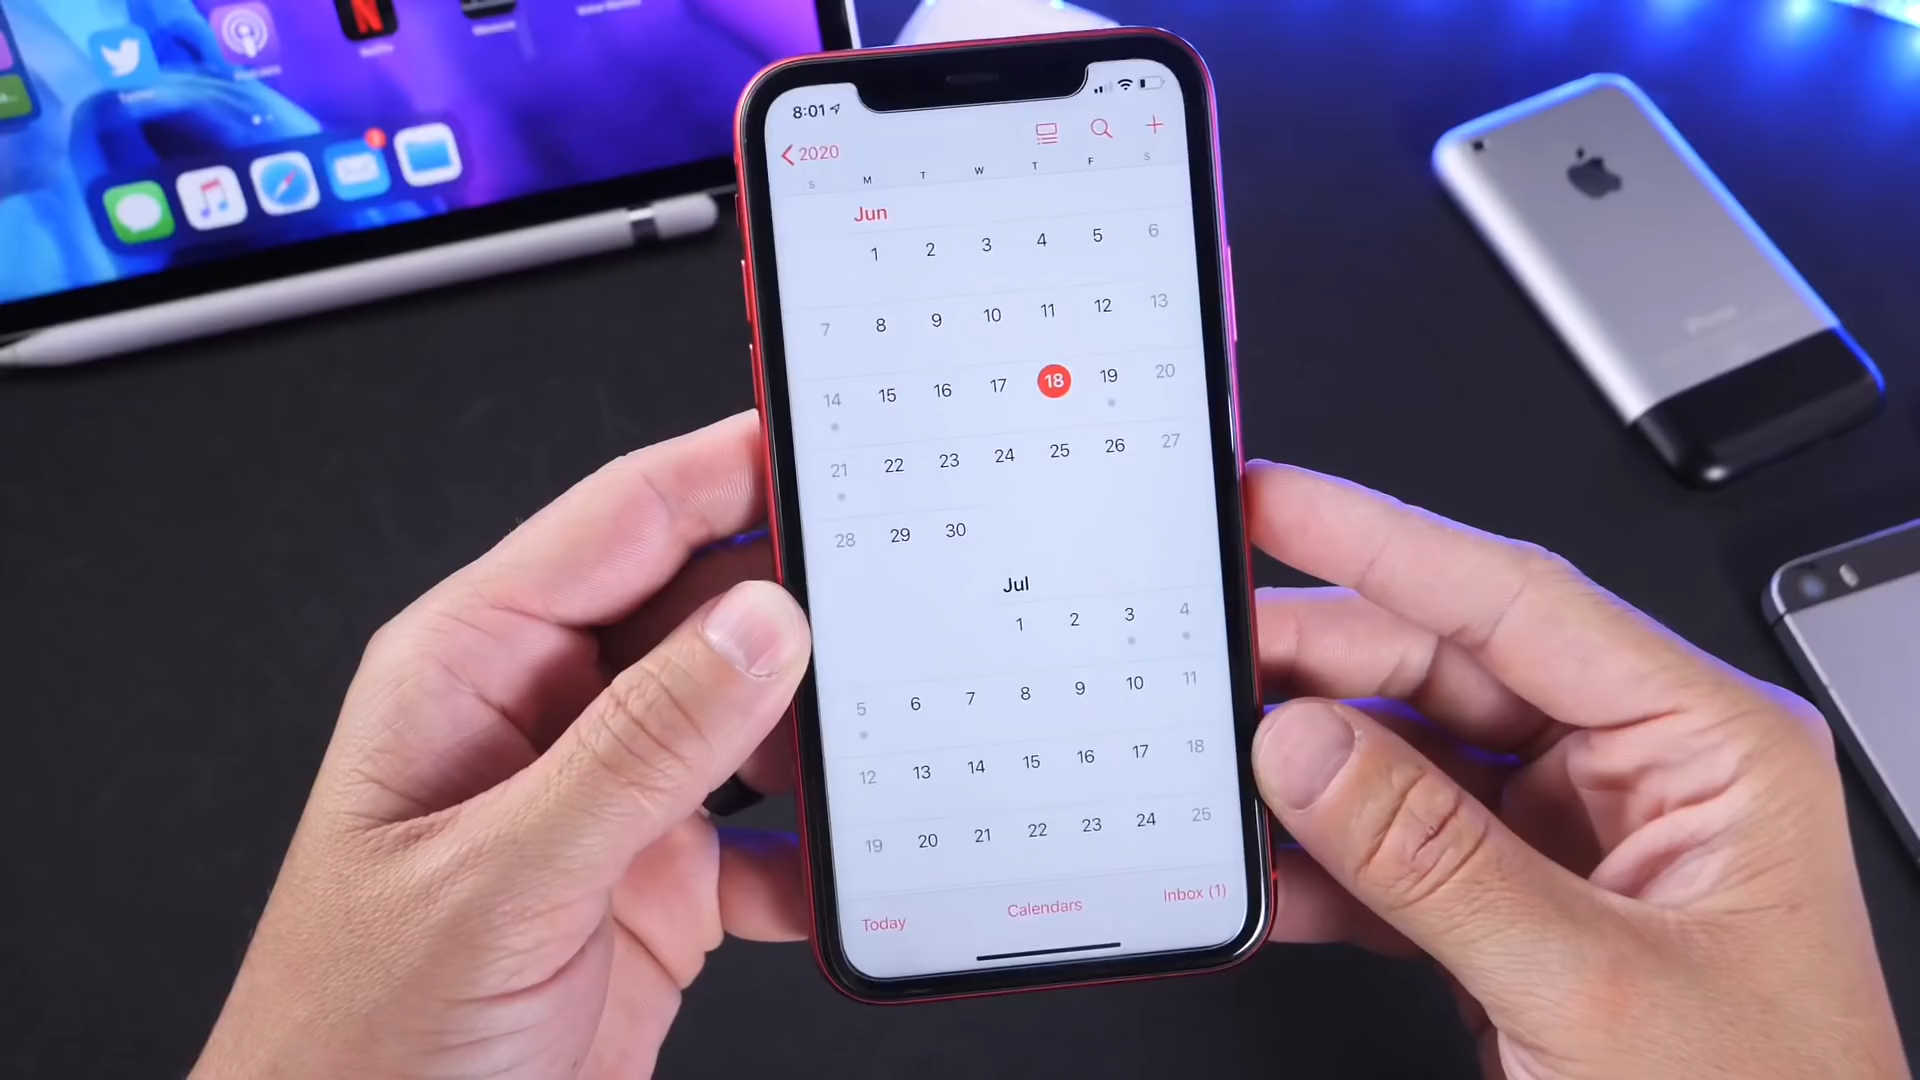 8:01
2020
S M T W T F S
Jun
1 2 3 4 5 6
7 8 9 10 11 12 13
14 15 16 17 18 19 20
21 22 23 24 25 26 27
28 29 30
Jul
1 2 3 4
5 6 7 8 9 10 11
12 13 14 15 16 17 18
19 20 21 22 23 24 25
Today Calendars Inbox (1)
iPhone